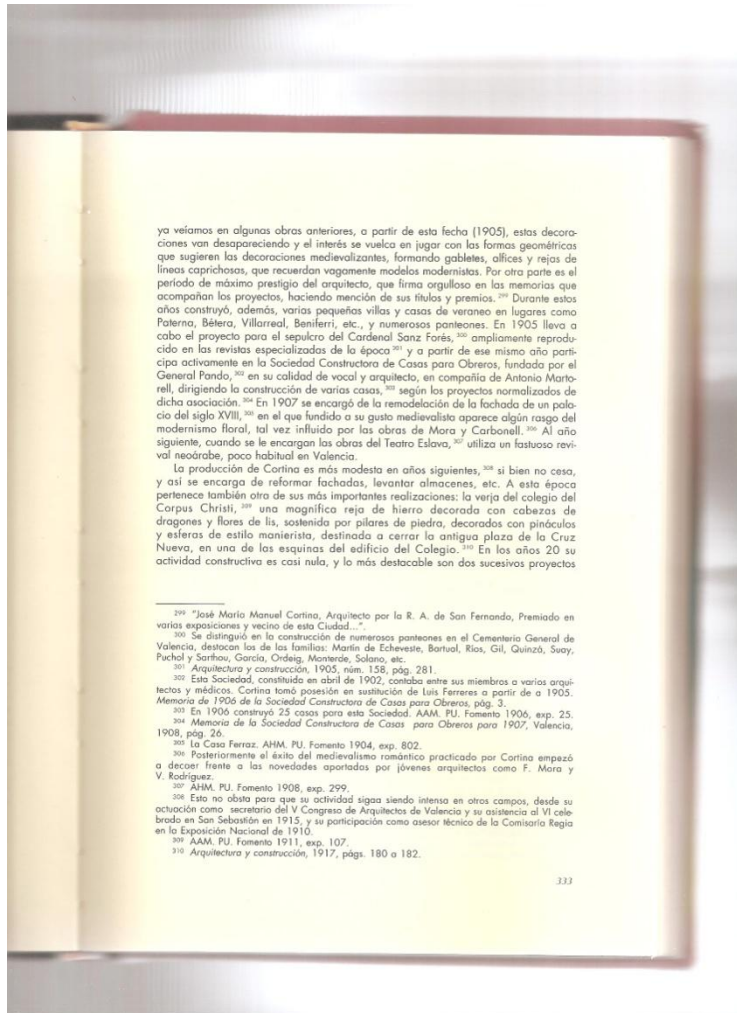 ya veíamos en algunas obras anteriores, a partir de esta fecha (1905), estas decora-
ciones van desapareciendo y el interés se vuelca en jugar con las formas geométricas
que sugieren las decoraciones medievalizantes, formando gabletes, alfices y rejas de
líneas caprichosas, que recuerdan vagamente modelos modernistas. Por otra parte es el
período de máximo prestigio del arquitecto, que firma orgulloso en las memorias que
acompañan los proyectos, haciendo mención de sus títulos y premios. 299 Durante estos
años construyó, además, varias pequeñas villas y casas de veraneo en lugares como
Paterna, Bétera, Villarreal, Beniferri, etc., y numerosos panteones. En 1905 lleva a
cabo el proyecto para el sepulcro del Cardenal Sanz Forés, 300 ampliamente reprodu-
cido en las revistas especializadas de la época 301 y a partir de ese mismo año parti-
cipa activamente en la Sociedad Constructora de Casas para Obreros, fundada por el
General Pando, 302 en su calidad de vocal y arquitecto, en compañía de Antonio Marto-
rell, dirigiendo la construcción de varias casas, 303 según los proyectos normalizados de
dicha asociación. 304 En 1907 se encargó de la remodelación de la fachada de un pala-
cio del siglo XVIII, 305 en el que fundido a su gusto medievalista aparece algún rasgo del
modernismo floral, tal vez influido por las obras de Mora y Carbonell. 306 Al año
siguiente, cuando se le encargan las obras del Teatro Eslava, 307 utiliza un fastuoso revi-
val neoárabe, poco habitual en Valencia.
La producción de Cortina es más modesta en años siguientes, 308 si bien no cesa,
y así se encarga de reformar fachadas, levantar almacenes, etc. A esta época
pertenece también otra de sus más importantes realizaciones: la verja del colegio del
Corpus Christi, 309 una magnífica reja de hierro decorada con cabezas de
dragones y flores de lis, sostenida por pilares de piedra, decorados con pináculos
y esferas de estilo manierista, destinada a cerrar la antigua plaza de la Cruz
Nueva, en una de las esquinas del edificio del Colegio. 310 En los años 20 su
actividad constructiva es casi nula, y lo más destacable son dos sucesivos proyectos
299 "José María Manuel Cortina, Arquitecto por la R. A. de San Fernando, Premiado en
varias exposiciones y vecino de esta Ciudad...".
300 Se distinguió en la construcción de numerosos panteones en el Cementerio General de
Valencia, destacan los de las familias: Martín de Echeveste, Bartual, Ríos, Gil, Quinzá, Suay,
Puchol y Sarthou, García, Ordeig, Monterde, Solano, etc.
301 Arquitectura y construcción, 1905, núm. 158, pág. 281.
302 Esta Sociedad, constituida en abril de 1902, contaba entre sus miembros a varios arqui-
tectos y médicos. Cortina tomó posesión en sustitución de Luis Ferreres a partir de a 1905.
Memoria de 1906 de la Sociedad Constructora de Casas para Obreros, pág. 3.
303 En 1906 construyó 25 casas para esta Sociedad. AAM. PU. Fomento 1906, exp. 25.
304 Memoria de la Sociedad Constructora de Casas para Obreros para 1907, Valencia,
1908, pág. 26.
305 La Casa Ferraz. AHM. PU. Fomento 1904, exp. 802.
306 Posteriormente el éxito del medievalismo romántico practicado por Cortina empezó
a decaer frente a las novedades aportadas por jóvenes arquitectos como F. Mora y
V. Rodríguez.
307 AHM. PU. Fomento 1908, exp. 299.
308 Esto no obsta para que su actividad sigaa siendo intensa en otros campos, desde su
actuación como secretario del V Congreso de Arquitectos de Valencia y su asistencia al VI cele-
brado en San Sebastián en 1915, y su participación como asesor técnico de la Comisaría Regia
en la Exposición Nacional de 1910.
309 AAM. PU. Fomento 1911, exp. 107.
310 Arquitectura y construcción, 1917, págs. 180 a 182.
333